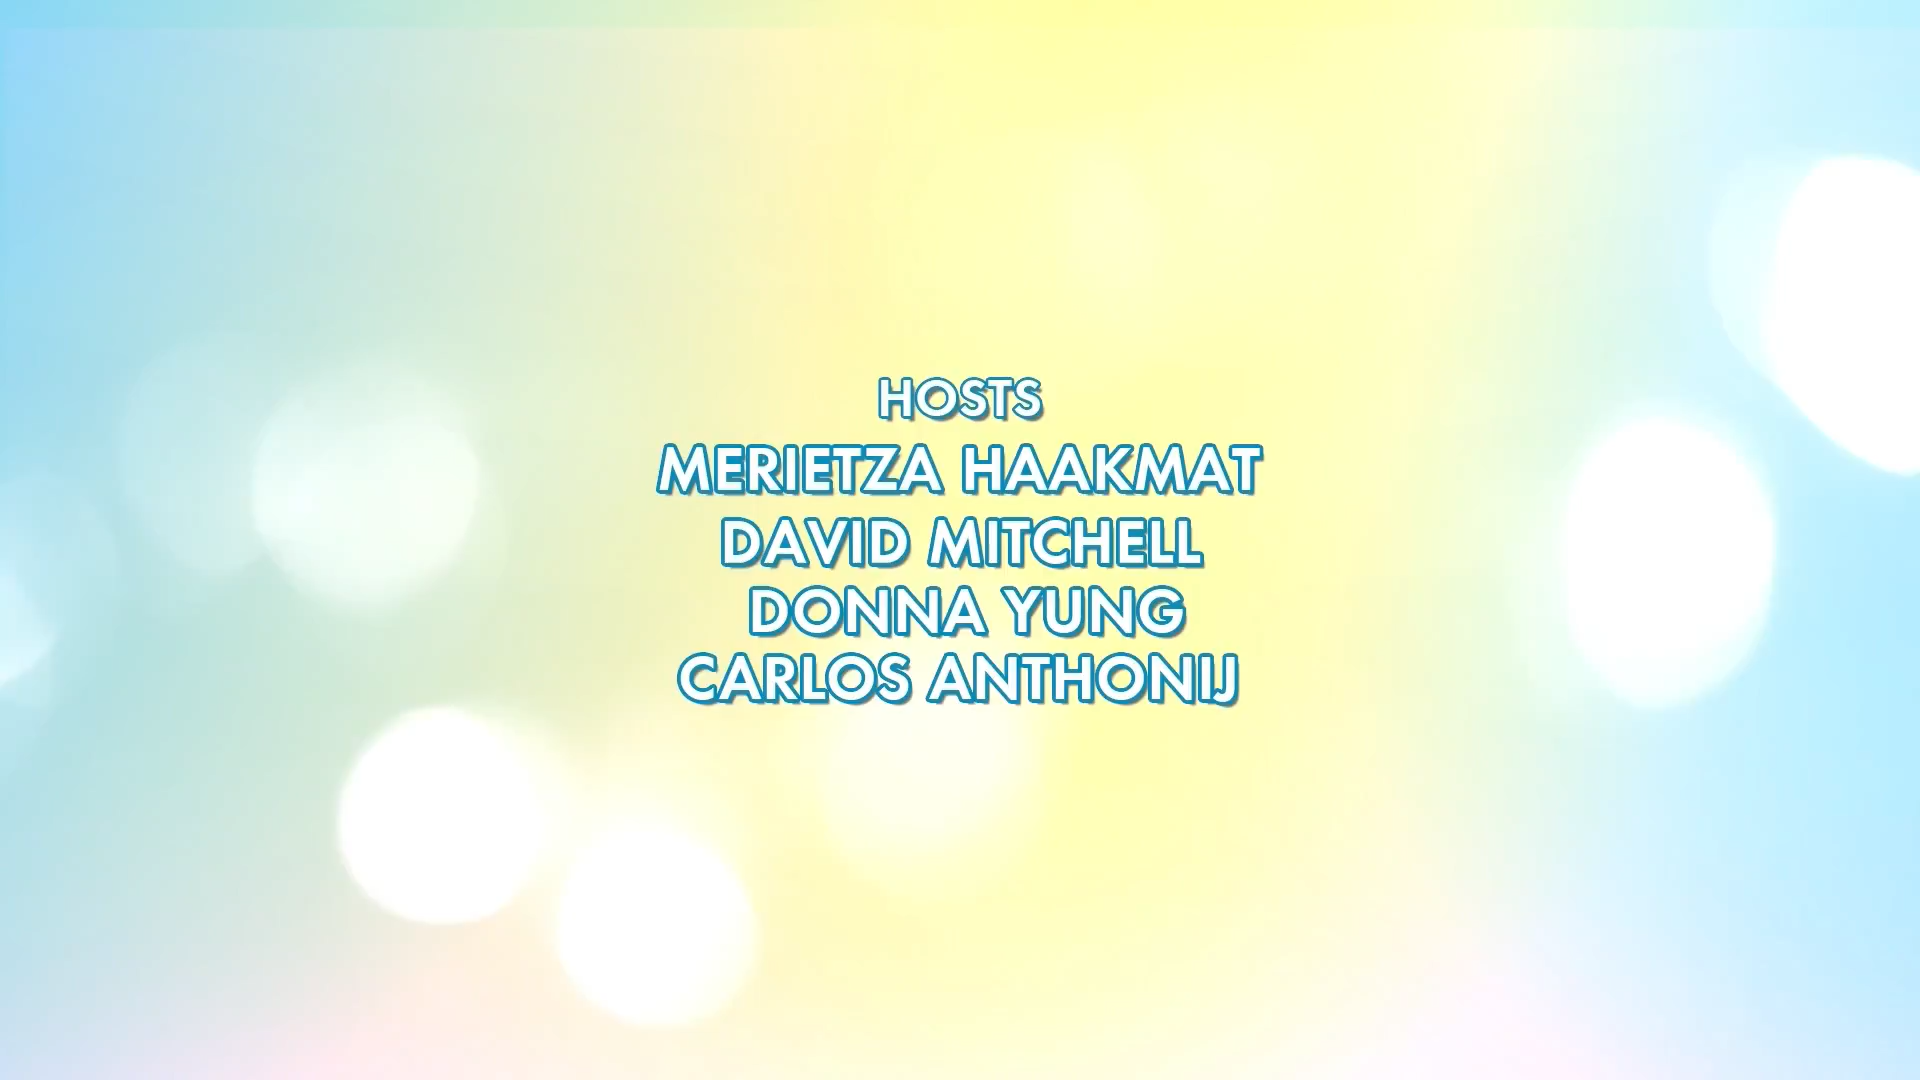 HOSTS
MERIETZA HAAKMAT
DAVID MITCHELL
DONNA YUNG
CARLOS ANTHONIJ